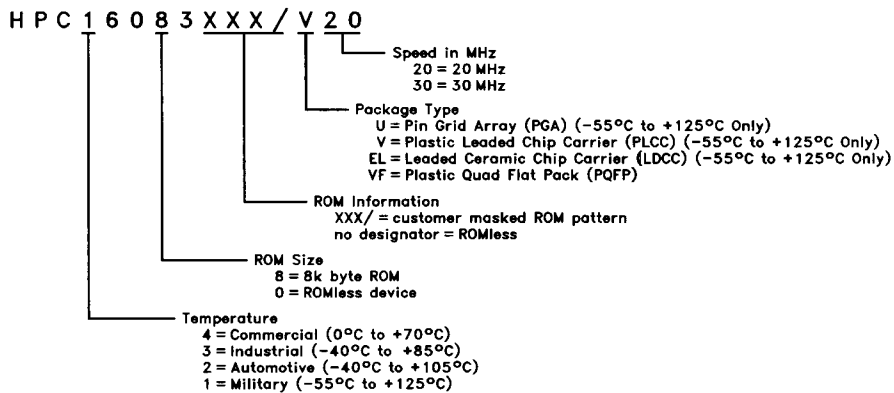 HPC16083XXX/V20
Speed in MHz
20 = 20 MHz
30 = 30 MHz
Package Type
U = Pin Grid Array (PGA) (−55°C to +125°C Only)
V = Plastic Leaded Chip Carrier (PLCC) (−55°C to +125°C Only)
EL = Leaded Ceramic Chip Carrier (LDCC) (−55°C to +125°C Only)
VF = Plastic Quad Flat Pack (PQFP)
ROM Information
XXX/ = customer masked ROM pattern
no designator = ROMless
ROM Size
8 = 8k byte ROM
0 = ROMless device
Temperature
4 = Commercial (0°C to +70°C)
3 = Industrial (−40°C to +85°C)
2 = Automotive (−40°C to +105°C)
1 = Military (−55°C to +125°C)